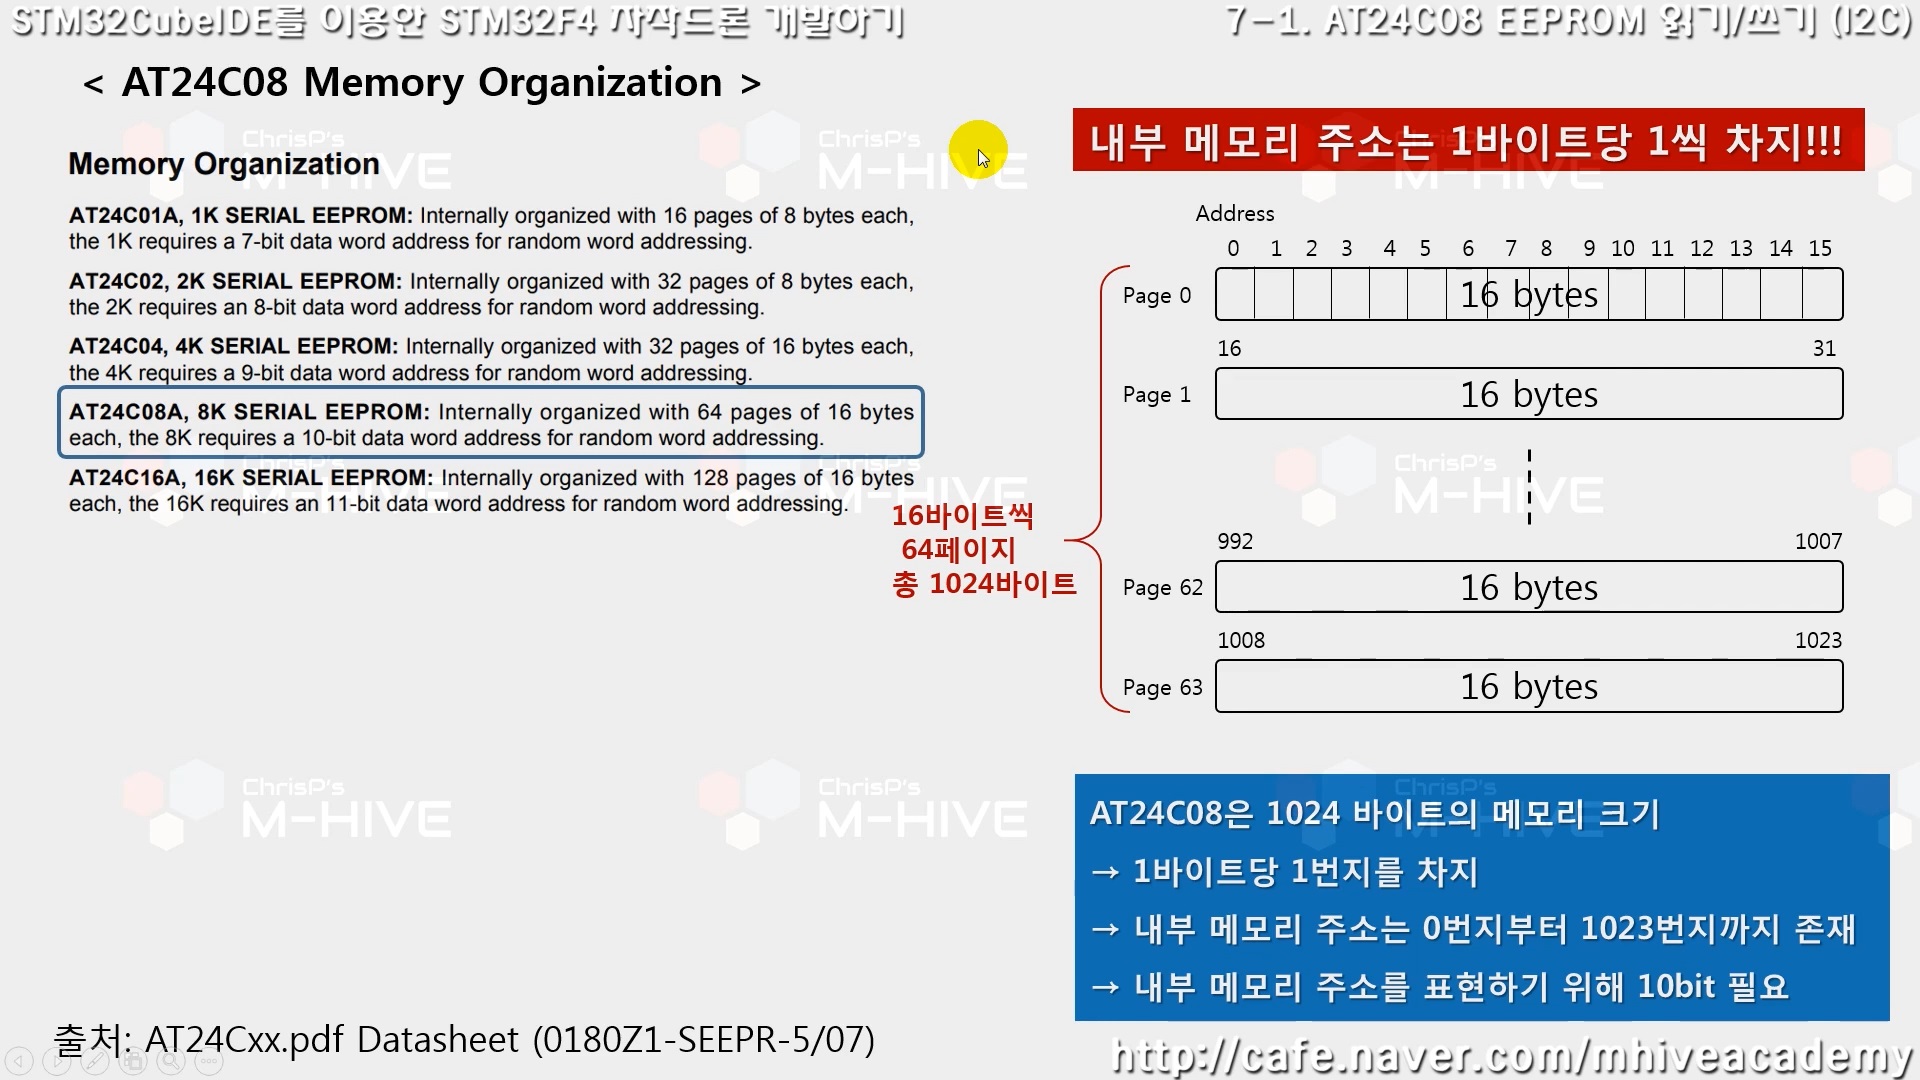 STM32CubeIDE를 이용한 STM32F4 자작드론 개발하기
7-1. AT24C08 EEPROM 읽기/쓰기 (I2C)
< AT24C08 Memory Organization >
Memory Organization
AT24C01A, 1K SERIAL EEPROM: Internally organized with 16 pages of 8 bytes each,
the 1K requires a 7-bit data word address for random word addressing.
AT24C02, 2K SERIAL EEPROM: Internally organized with 32 pages of 8 bytes each,
the 2K requires an 8-bit data word address for random word addressing.
AT24C04, 4K SERIAL EEPROM: Internally organized with 32 pages of 16 bytes each,
the 4K requires a 9-bit data word address for random word addressing.
AT24C08A, 8K SERIAL EEPROM: Internally organized with 64 pages of 16 bytes
each, the 8K requires a 10-bit data word address for random word addressing.
AT24C16A, 16K SERIAL EEPROM: Internally organized with 128 pages of 16 bytes
each, the 16K requires an 11-bit data word address for random word addressing.
내부 메모리 주소는 1바이트당 1씩 차지!!!
Address
0 1 2 3 4 5 6 7 8 9 10 11 12 13 14 15
Page 0 16 bytes
16 31
Page 1 16 bytes
16바이트씩
64페이지
총 1024바이트
992 1007
Page 62 16 bytes
1008 1023
Page 63 16 bytes
AT24C08은 1024 바이트의 메모리 크기
→ 1바이트당 1번지를 차지
→ 내부 메모리 주소는 0번지부터 1023번지까지 존재
→ 내부 메모리 주소를 표현하기 위해 10bit 필요
출처: AT24Cxx.pdf Datasheet (0180Z1-SEEPR-5/07)
http://cafe.naver.com/mhiveacademy
ChrisP's
M-HIVE
ChrisP's
M-HIVE
ChrisP's
M-HIVE
ChrisP's
M-HIVE
ChrisP's
M-HIVE